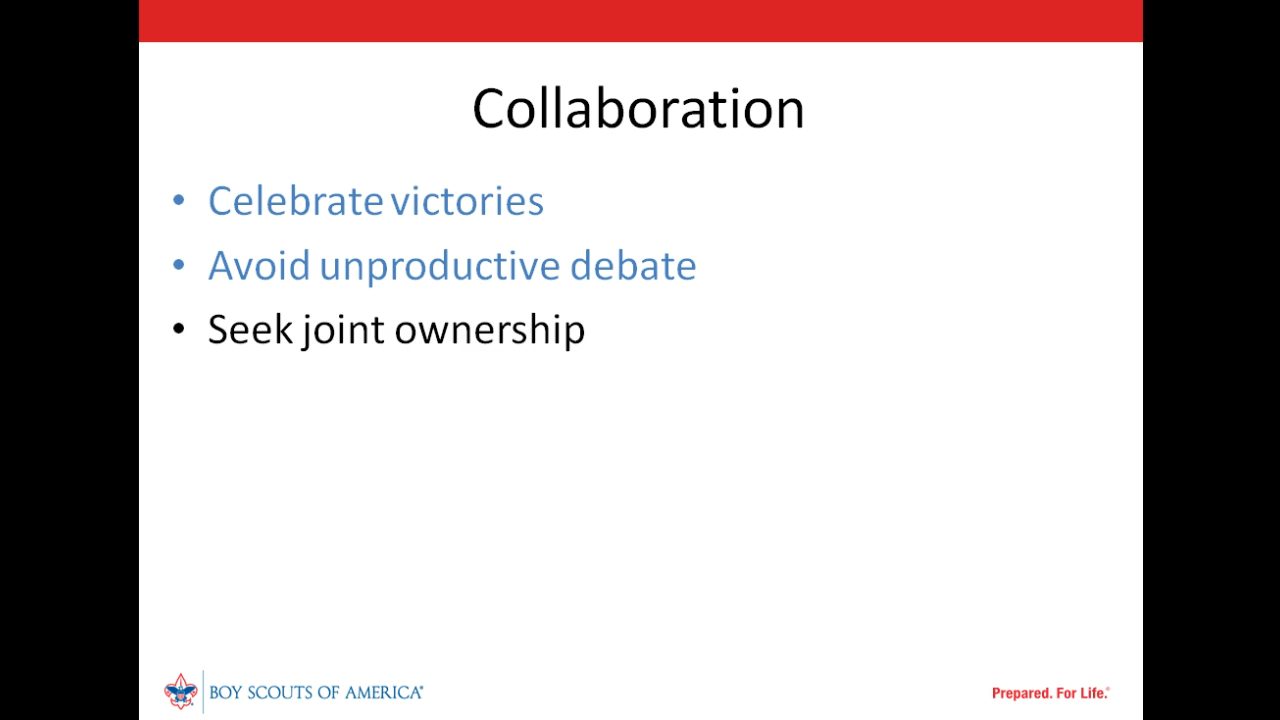 Collaboration
• Celebrate victories
• Avoid unproductive debate
• Seek joint ownership
BOY SCOUTS OF AMERICA®
Prepared. For Life.®